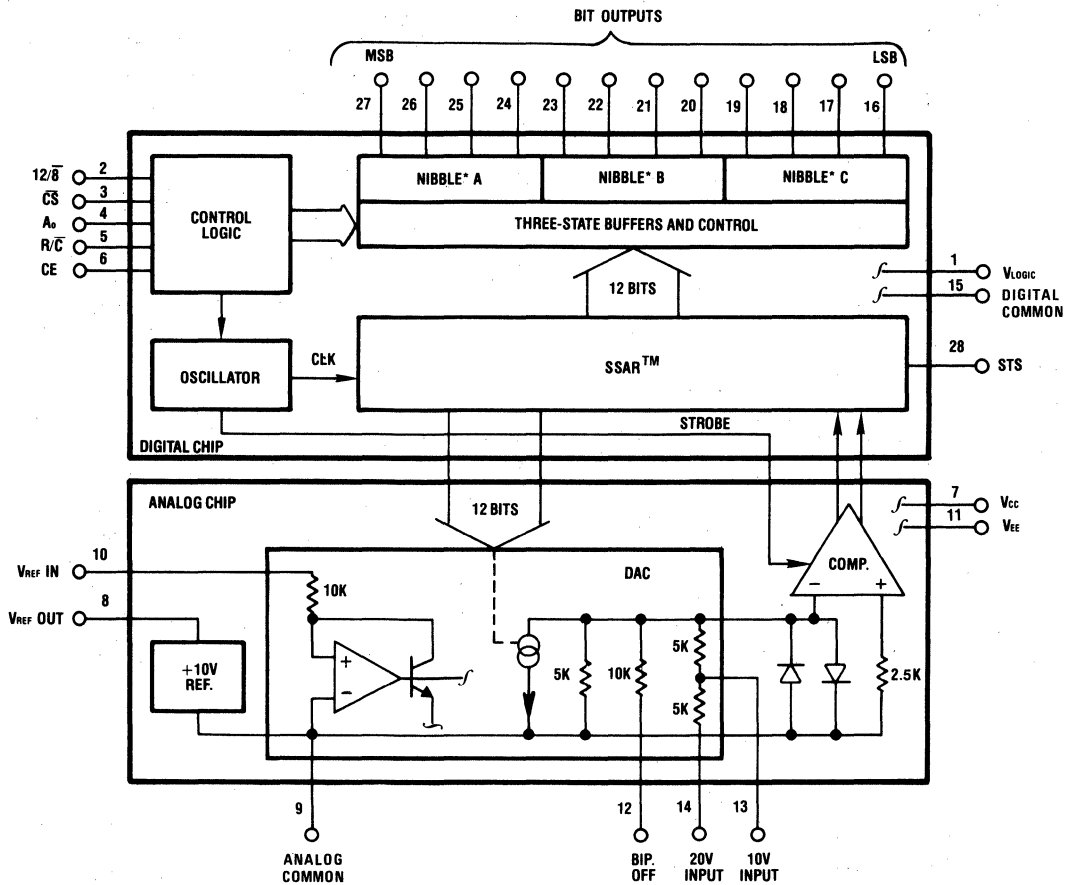 BIT OUTPUTS
MSB
LSB
27
26
25
24
23
22
21
20
19
18
17
16
12/8̅
2
C̅S̅
3
A₀
4
R/C̅
5
CE
6
CONTROL
LOGIC
NIBBLE* A
NIBBLE* B
NIBBLE* C
THREE-STATE BUFFERS AND CONTROL
12 BITS
1
VLOGIC
15
DIGITAL
COMMON
OSCILLATOR
CLK
SSAR™
28
STS
STROBE
DIGITAL CHIP
ANALOG CHIP
12 BITS
7
VCC
11
VEE
COMP.
−
+
10
VREF IN
8
VREF OUT
DAC
10K
+10V
REF.
+
−
5K
10K
5K
5K
2.5K
9
ANALOG
COMMON
12
BIP.
OFF
14
20V
INPUT
13
10V
INPUT